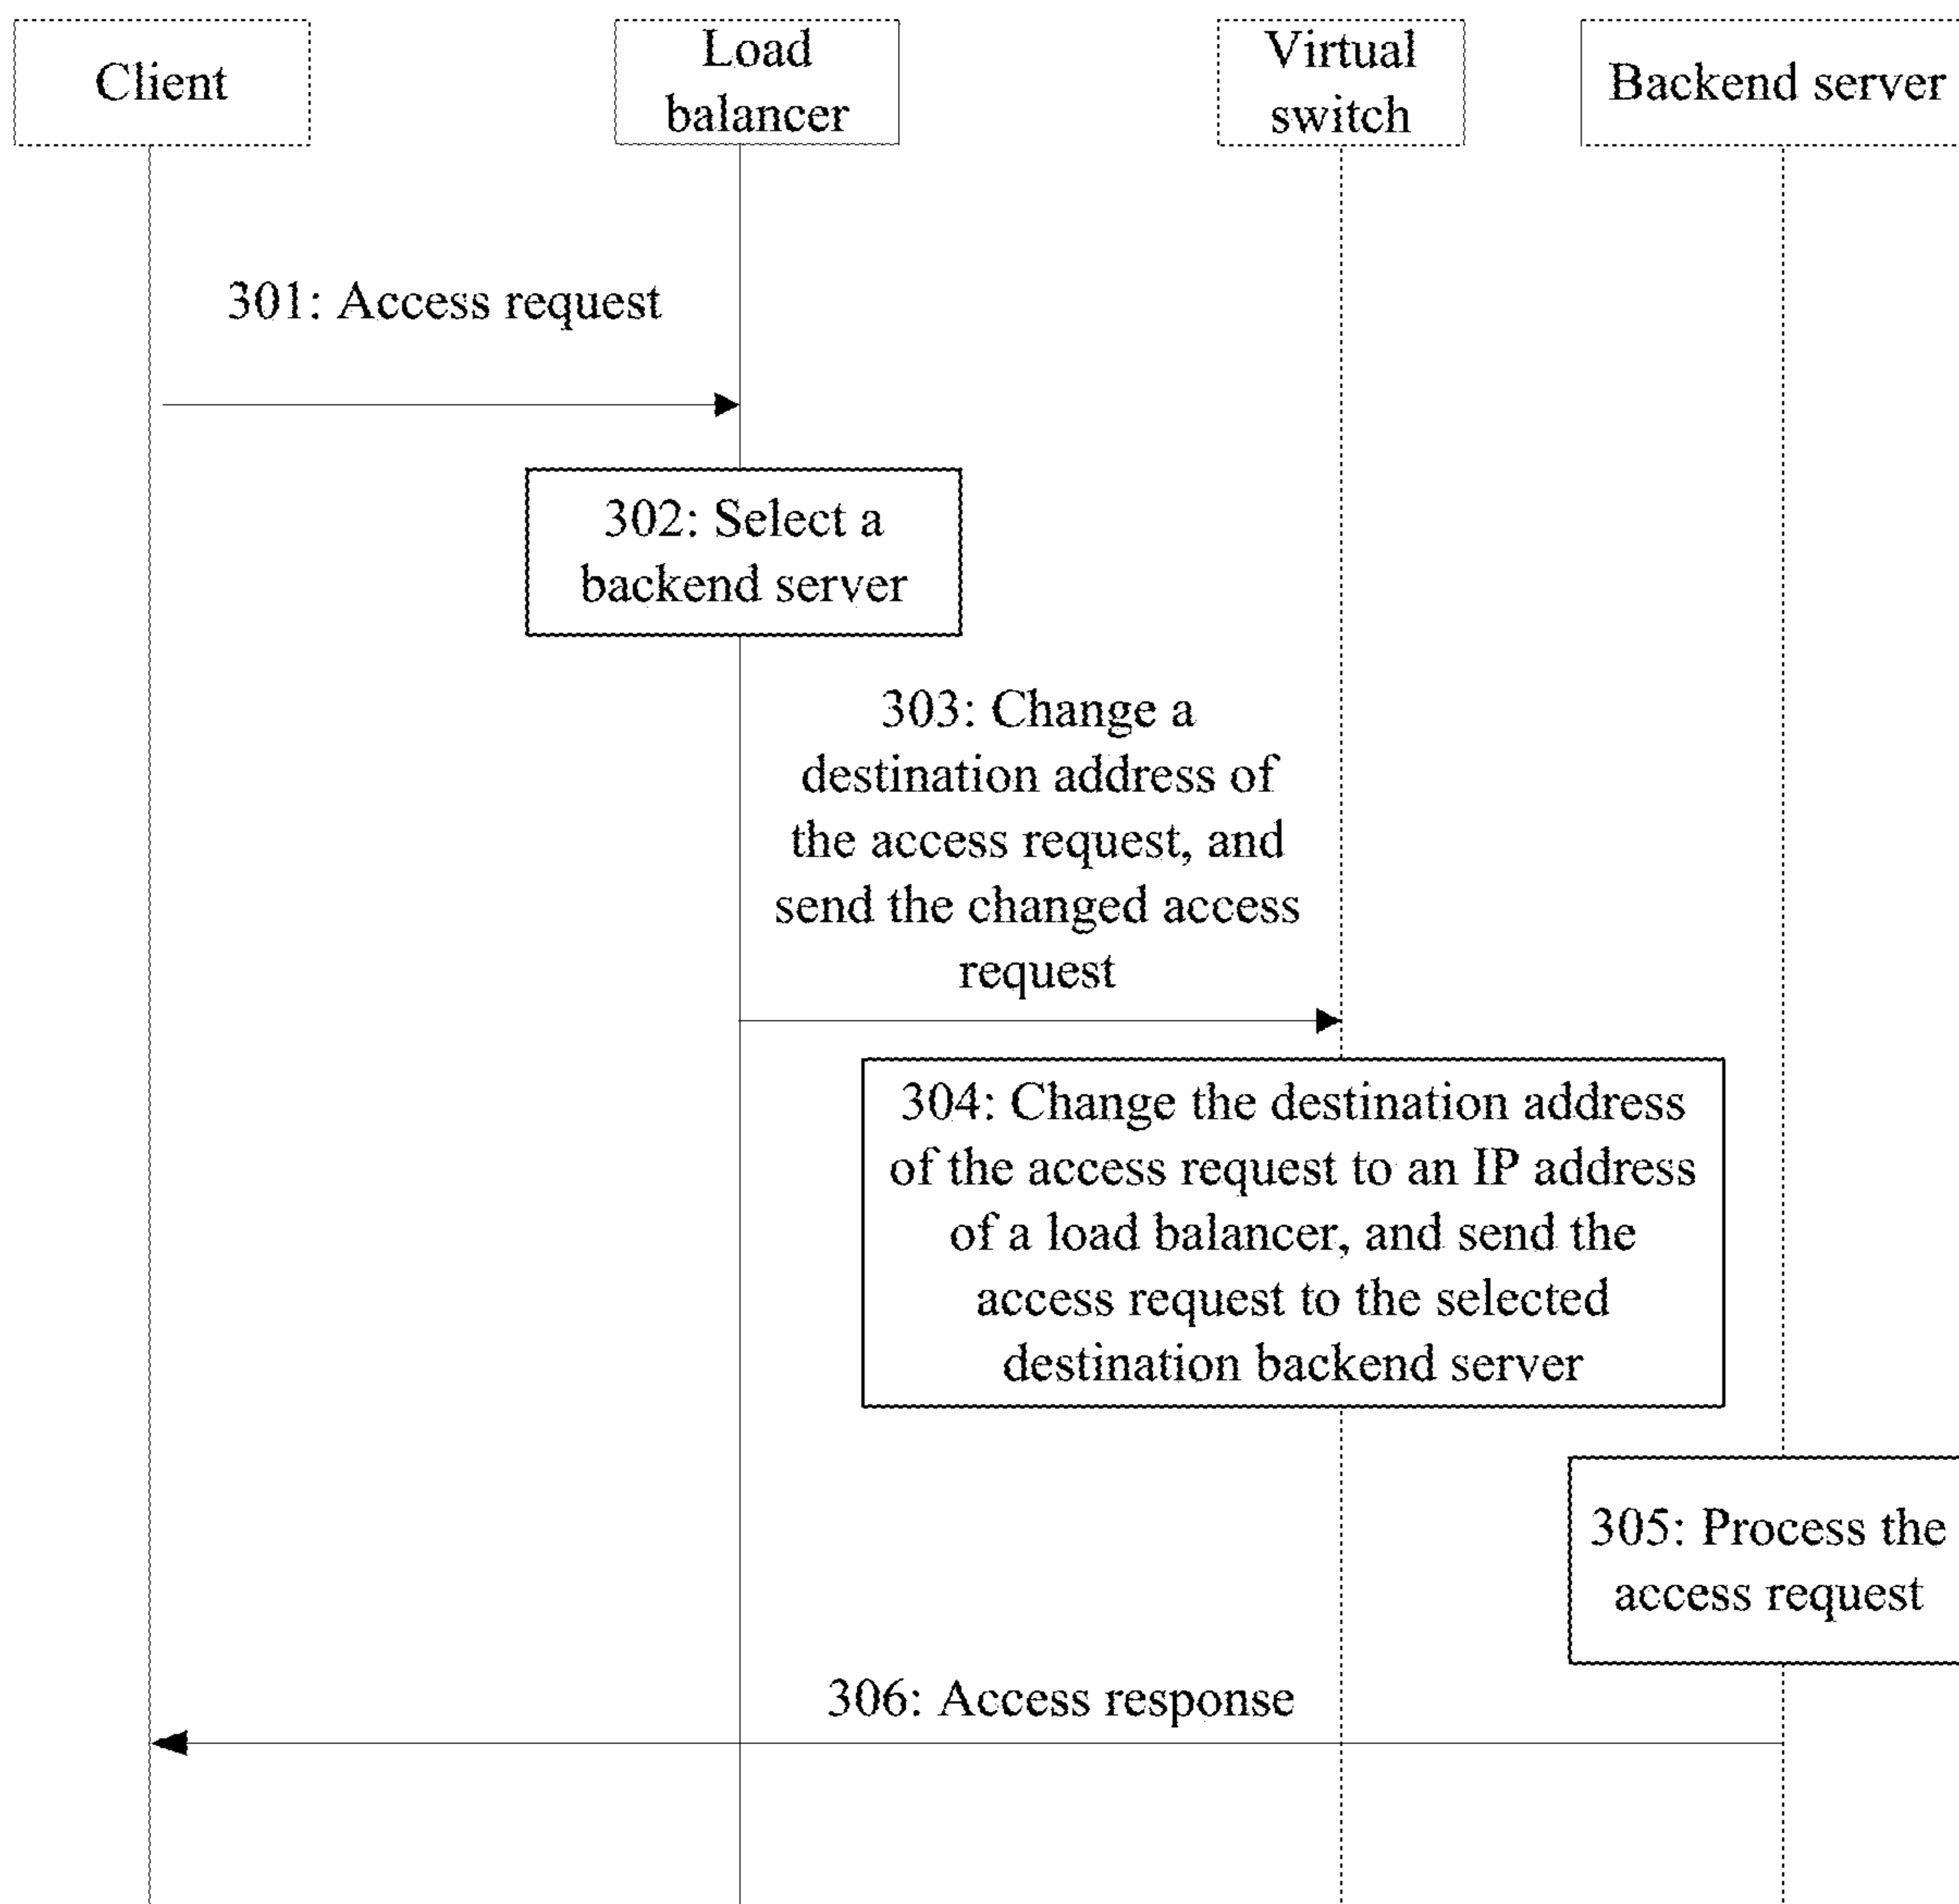 Client
Load
balancer
Virtual
switch
Backend server
301: Access request
302: Select a
backend server
303: Change a
destination address of
the access request, and
send the changed access
request
304: Change the destination address
of the access request to an IP address
of a load balancer, and send the
access request to the selected
destination backend server
305: Process the
access request
306: Access response